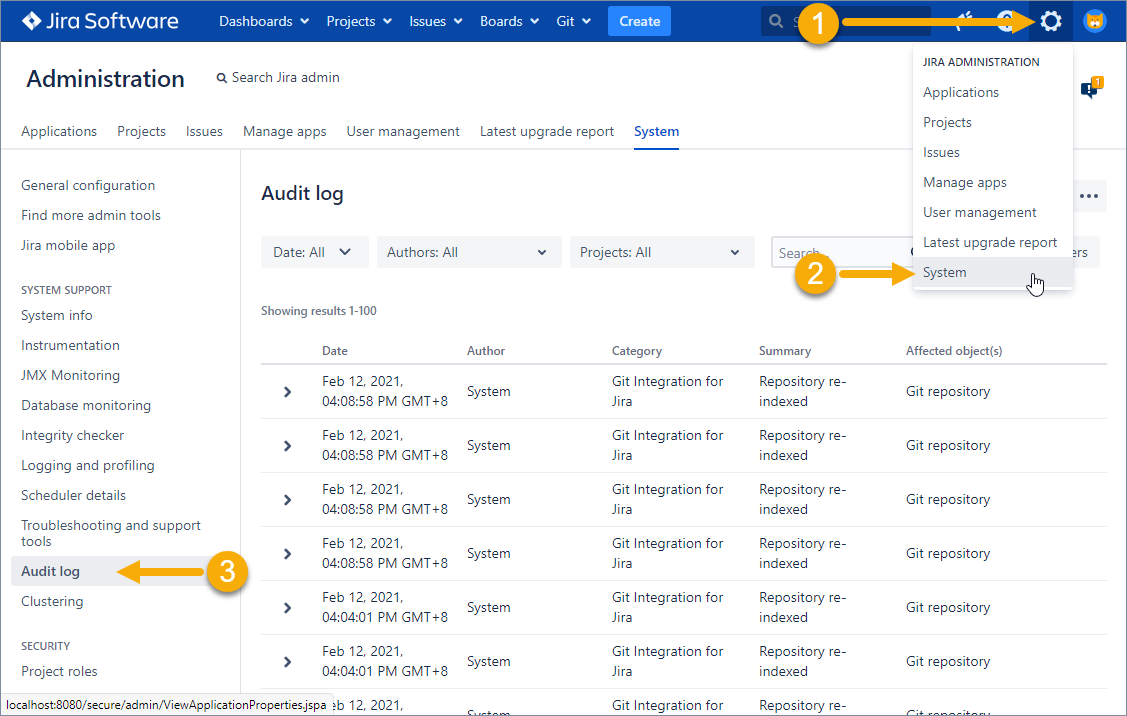 Jira Software
Dashboards Projects Issues Boards Git Create
1
Administration
Search Jira admin
JIRA ADMINISTRATION
Applications
Projects
Issues
Manage apps
User management
Latest upgrade report
System
1
2
Applications Projects Issues Manage apps User management Latest upgrade report System
General configuration
Find more admin tools
Jira mobile app
SYSTEM SUPPORT
System info
Instrumentation
JMX Monitoring
Database monitoring
Integrity checker
Logging and profiling
Scheduler details
Troubleshooting and support
tools
Audit log
3
Clustering
SECURITY
Project roles
Audit log
Date: All Authors: All Projects: All Search
Showing results 1-100
Date Author Category Summary Affected object(s)
Feb 12, 2021, System Git Integration for Repository re- Git repository
04:08:58 PM GMT+8 Jira indexed
Feb 12, 2021, System Git Integration for Repository re- Git repository
04:08:58 PM GMT+8 Jira indexed
Feb 12, 2021, System Git Integration for Repository re- Git repository
04:08:58 PM GMT+8 Jira indexed
Feb 12, 2021, System Git Integration for Repository re- Git repository
04:08:58 PM GMT+8 Jira indexed
Feb 12, 2021, System Git Integration for Repository re- Git repository
04:04:01 PM GMT+8 Jira indexed
Feb 12, 2021, System Git Integration for Repository re- Git repository
04:04:01 PM GMT+8 Jira indexed
12, 2021, Git Integration for Repository re-
localhost:8080/secure/admin/ViewApplicationProperties.jspa